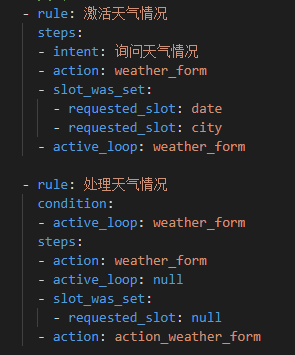 - rule: 激活天气情况
  steps:
  - intent: 询问天气情况
  - action: weather_form
  - slot_was_set:
    - requested_slot: date
    - requested_slot: city
  - active_loop: weather_form

- rule: 处理天气情况
  condition:
  - active_loop: weather_form
  steps:
  - action: weather_form
  - active_loop: null
  - slot_was_set:
    - requested_slot: null
  - action: action_weather_form